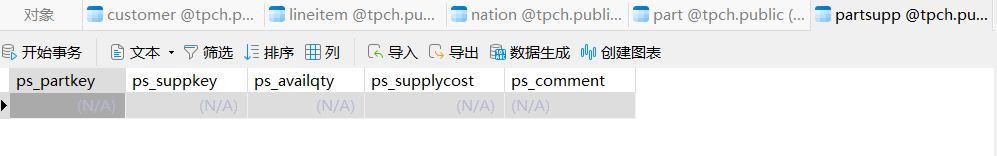 对象 customer @tpch.p... lineitem @tpch.pu... nation @tpch.publi... part @tpch.public (... partsupp @tpch.pu...
开始事务 文本 筛选 排序 列 导入 导出 数据生成 创建图表
ps_partkey ps_suppkey ps_availqty ps_supplycost ps_comment
(N/A) (N/A) (N/A) (N/A) (N/A)